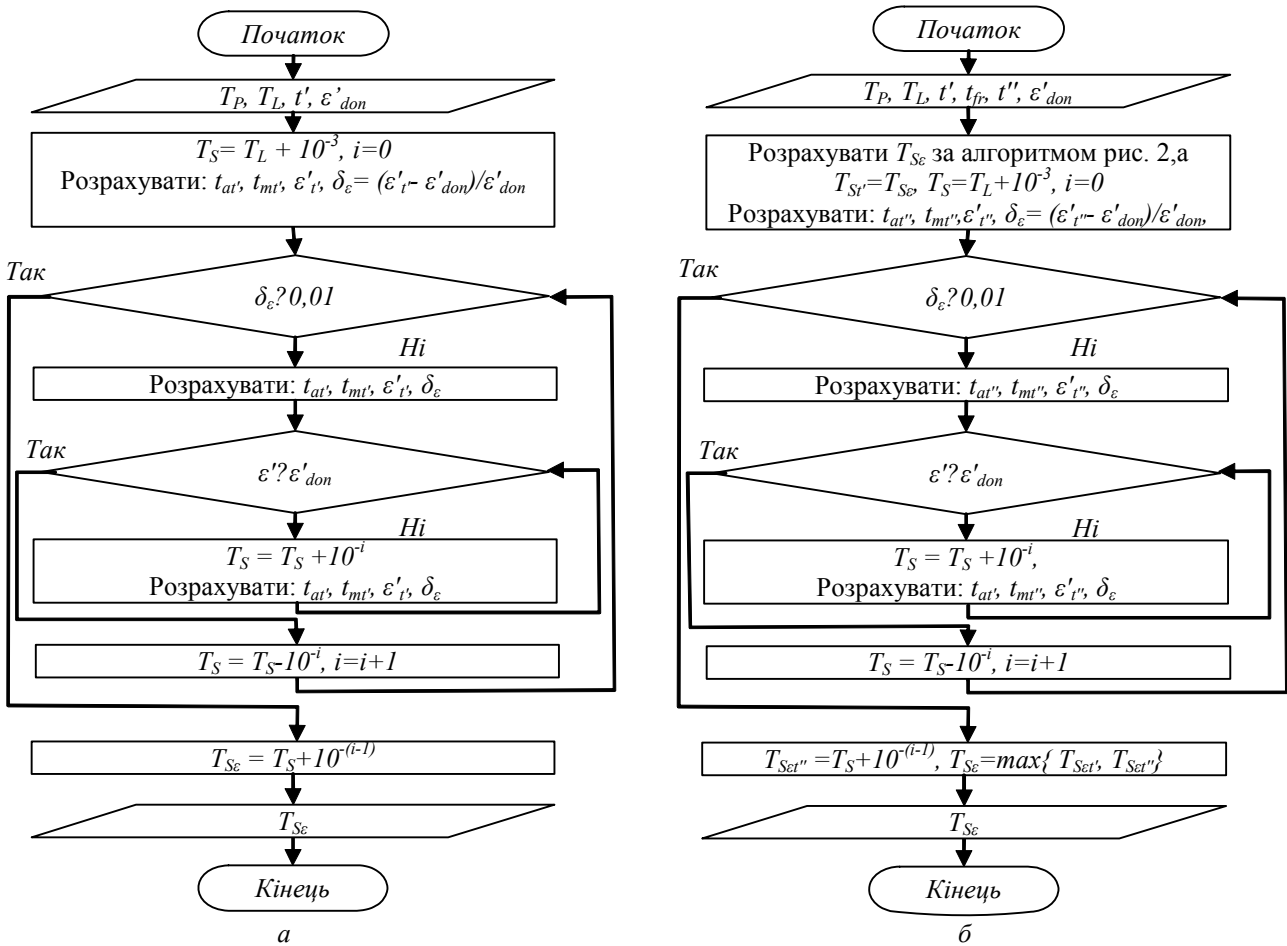 Початок
T_P, T_L, t', ε’_don
T_S= T_L + 10^-3, i=0
Розрахувати: t_at', t_mt', ε'_t', δ_ε= (ε'_t'- ε'_don)/ε'_don
Так
δ_ε?0,01
Ні
Розрахувати: t_at', t_mt', ε'_t', δ_ε
Так
ε'?ε'_don
Ні
T_S = T_S +10^-i
Розрахувати: t_at', t_mt', ε'_t', δ_ε
T_S = T_S-10^-i, i=i+1
T_Sε = T_S+10^-(i-1)
T_Sε
Кінець
а
Початок
T_P, T_L, t', t_fr, t'', ε'_don
Розрахувати T_Sε за алгоритмом рис. 2,а
T_St'=T_Sε, T_S=T_L+10^-3, i=0
Розрахувати: t_at'', t_mt'',ε'_t'', δ_ε= (ε'_t''- ε'_don)/ε'_don,
Так
δ_ε?0,01
Ні
Розрахувати: t_at'', t_mt'', ε'_t'', δ_ε
Так
ε'?ε'_don
Ні
T_S = T_S +10^-i,
Розрахувати: t_at', t_mt'', ε'_t'', δ_ε
T_S = T_S-10^-i, i=i+1
T_Sεt'' =T_S+10^-(i-1), T_Sε=max{ T_Sεt', T_Sεt''}
T_Sε
Кінець
б